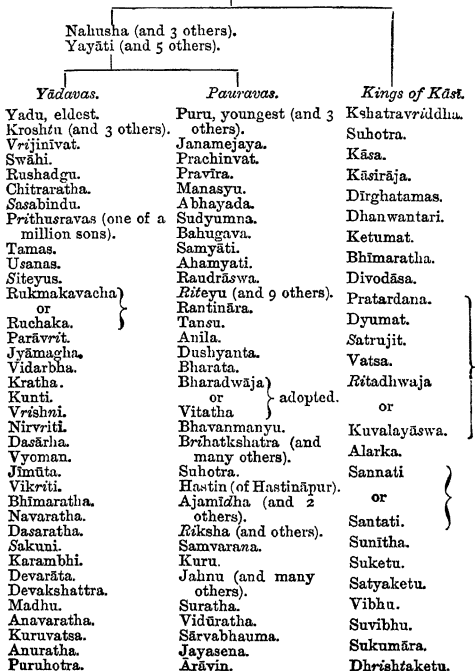 Nahusha (and 3 others).
Yayāti (and 5 others).
Yādavas.
Yadu, eldest.
Kroshtu (and 3 others).
Vrijinīvat.
Swāhi.
Rushadgu.
Chitraratha.
Sasabindu.
Prithusravas (one of a
million sons).
Tamas.
Usanas.
Siteyus.
Rukmakavacha
or
Ruchaka.
Parāvrit.
Jyāmagha.
Vidarbha.
Kratha.
Kunti.
Vrishni.
Nirvriti.
Dasārha.
Vyoman.
Jīmūta.
Vikriti.
Bhīmaratha.
Navaratha.
Dasaratha.
Sakuni.
Karambhi.
Devarāta.
Devakshattra.
Madhu.
Anavaratha.
Kuruvatsa.
Anuratha.
Puruhotra.
Pauravas.
Puru, youngest (and 3
others).
Janamejaya.
Prachinvat.
Pravīra.
Manasyu.
Abhayada.
Sudyumna.
Bahugava.
Samyāti.
Ahamyati.
Raudrāswa.
Riteyu (and 9 others).
Rantināra.
Tansu.
Anila.
Dushyanta.
Bharata.
Bharadwāja
or
adopted.
Vitatha
Bhavanmanyu.
Brihatkshatra (and
many others).
Suhotra.
Hastin (of Hastināpur).
Ajamīdha (and 2
others).
Riksha (and others).
Samvarana.
Kuru.
Jahnu (and many
others).
Suratha.
Vidūratha.
Sārvabhauma.
Jayasena.
Ārāvin.
Kings of Kāsī.
Kshatravriddha.
Suhotra.
Kāsa.
Kāsirāja.
Dīrghatamas.
Dhanwantari.
Ketumat.
Bhīmaratha.
Divodāsa.
Pratardana.
Dyumat.
Satrujit.
Vatsa.
Ritadhwaja
or
Kuvalayāswa.
Alarka.
Sannati
or
Santati.
Sunītha.
Suketu.
Satyaketu.
Vibhu.
Suvibhu.
Sukumāra.
Dhrishtaketu.